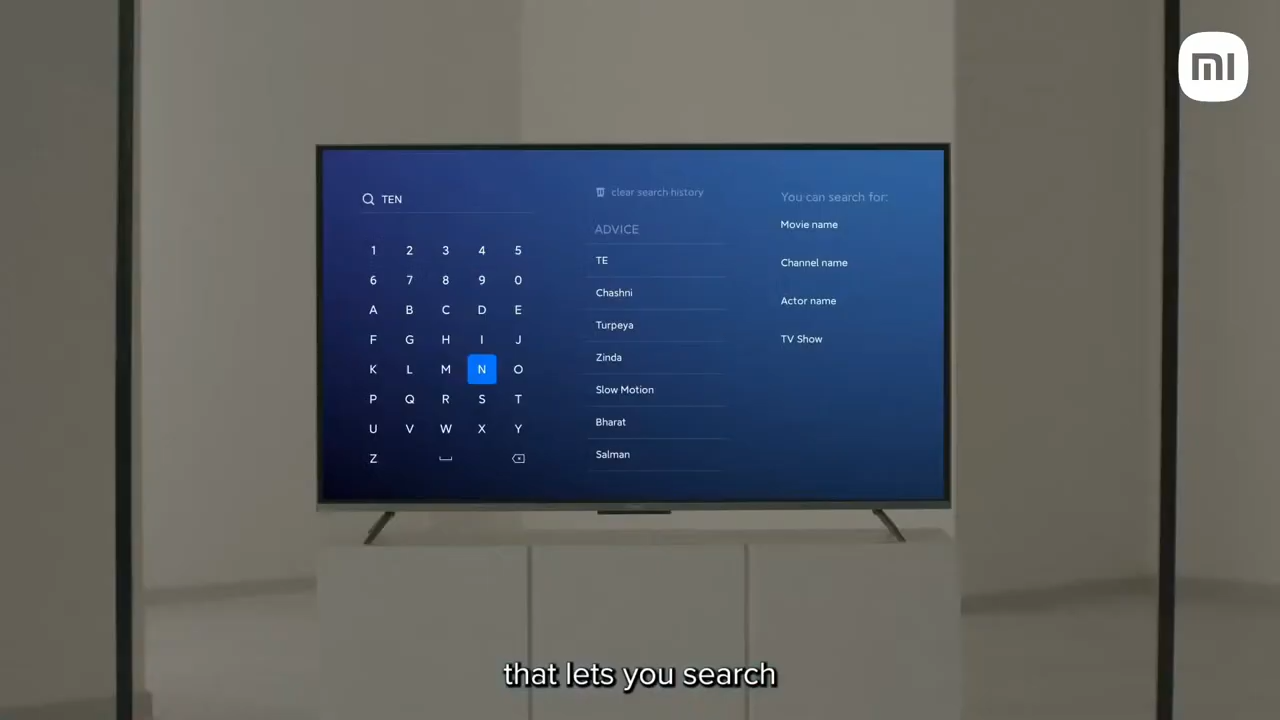 mi
TEN
1 2 3 4 5
6 7 8 9 0
A B C D E
F G H I J
K L M N O
P Q R S T
U V W X Y
Z
clear search history
ADVICE
TE
Chashni
Turpeya
Zinda
Slow Motion
Bharat
Salman
You can search for:
Movie name
Channel name
Actor name
TV Show
that lets you search